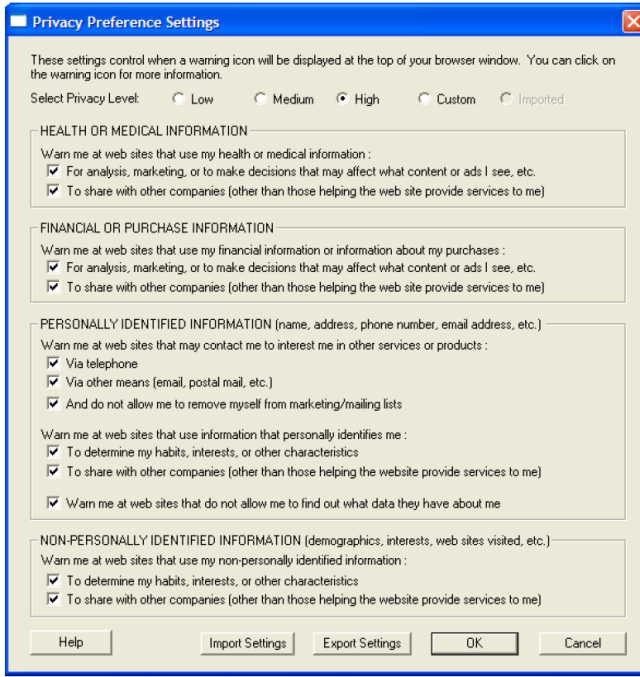 Privacy Preference Settings
These settings control when a warning icon will be displayed at the top of your browser window. You can click on
the warning icon for more information.
Select Privacy Level: Low Medium High Custom Imported
HEALTH OR MEDICAL INFORMATION
Warn me at web sites that use my health or medical information :
For analysis, marketing, or to make decisions that may affect what content or ads I see, etc.
To share with other companies (other than those helping the web site provide services to me)
FINANCIAL OR PURCHASE INFORMATION
Warn me at web sites that use my financial information or information about my purchases :
For analysis, marketing, or to make decisions that may affect what content or ads I see, etc.
To share with other companies (other than those helping the web site provide services to me)
PERSONALLY IDENTIFIED INFORMATION (name, address, phone number, email address, etc.)
Warn me at web sites that may contact me to interest me in other services or products :
Via telephone
Via other means (email, postal mail, etc.)
And do not allow me to remove myself from marketing/mailing lists
Warn me at web sites that use information that personally identifies me :
To determine my habits, interests, or other characteristics
To share with other companies (other than those helping the website provide services to me)
Warn me at web sites that do not allow me to find out what data they have about me
NON-PERSONALLY IDENTIFIED INFORMATION (demographics, interests, web sites visited, etc.)
Warn me at web sites that use my non-personally identified information :
To determine my habits, interests, or other characteristics
To share with other companies (other than those helping the website provide services to me)
Help Import Settings Export Settings OK Cancel